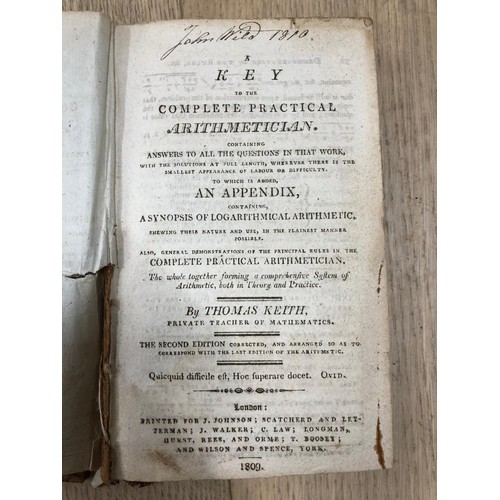 John Wild 1810.
A
KEY
TO THE
COMPLETE PRACTICAL
ARITHMETICIAN.
CONTAINING
ANSWERS TO ALL THE QUESTIONS IN THAT WORK,
WITH THE SOLUTIONS AT FULL LENGTH, WHEREVER THERE IS THE
SMALLEST APPEARANCE OF LABOUR OR DIFFICULTY.
TO WHICH IS ADDED,
AN APPENDIX,
CONTAINING,
A SYNOPSIS OF LOGARITHMICAL ARITHMETIC,
SHEWING THEIR NATURE AND USE, IN THE PLAINEST MANNER
POSSIBLE.
ALSO, GENERAL DEMONSTRATIONS OF THE PRINCIPAL RULES IN THE
COMPLETE PRACTICAL ARITHMETICIAN.
The whole together forming a comprehensive System of
Arithmetic, both in Theory and Practice.
By THOMAS KEITH,
PRIVATE TEACHER OF MATHEMATICS.
THE SECOND EDITION CORRECTED, AND ARRANGED SO AS TO
CORRESPOND WITH THE LAST EDITION OF THE ARITHMETIC.
Quicquid difficile eſt, Hoc ſuperare docet. OVID.
London:
PRINTED FOR J. JOHNSON; SCATCHERD AND LET-
TERMAN; J. WALKER; C. LAW; LONGMAN,
HURST, REES, AND ORME; T. BOOSEY;
AND WILSON AND SPENCE, YORK.
1809.